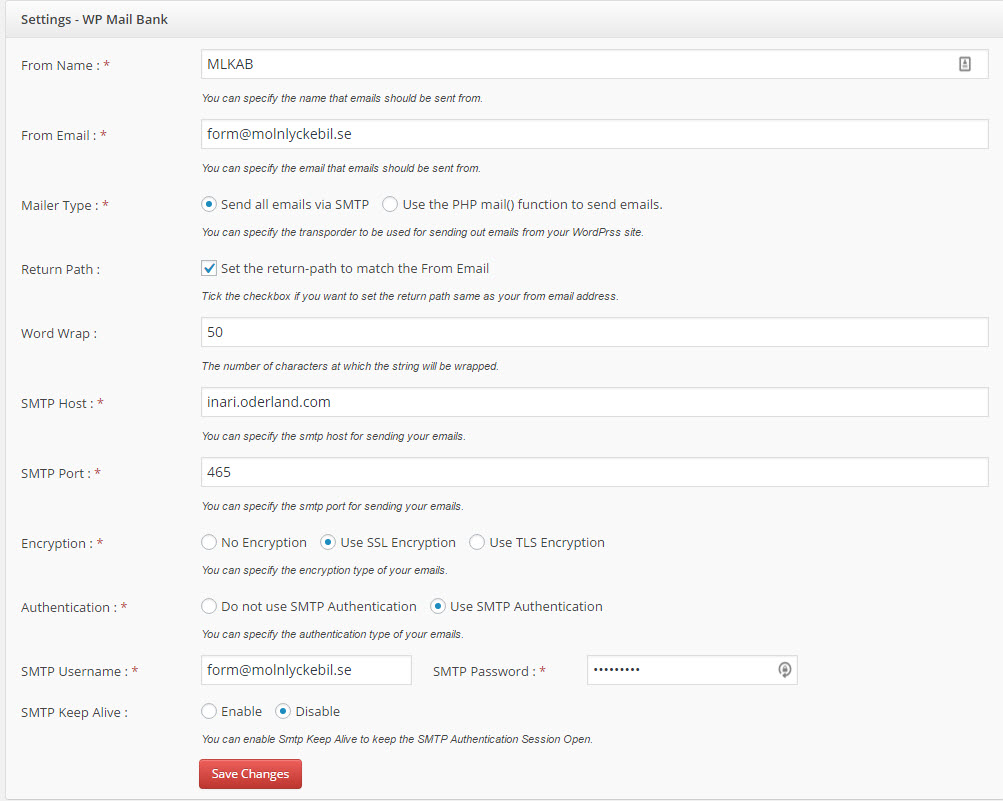 Settings - WP Mail Bank
From Name : * MLKAB
You can specify the name that emails should be sent from.
From Email : * form@molnlyckebil.se
You can specify the email that emails should be sent from.
Mailer Type : * Send all emails via SMTP Use the PHP mail() function to send emails.
You can specify the transporder to be used for sending out emails from your WordPrss site.
Return Path : Set the return-path to match the From Email
Tick the checkbox if you want to set the return path same as your from email address.
Word Wrap : 50
The number of characters at which the string will be wrapped.
SMTP Host : * inari.oderland.com
You can specify the smtp host for sending your emails.
SMTP Port : * 465
You can specify the smtp port for sending your emails.
Encryption : * No Encryption Use SSL Encryption Use TLS Encryption
You can specify the encryption type of your emails.
Authentication : * Do not use SMTP Authentication Use SMTP Authentication
You can specify the authentication type of your emails.
SMTP Username : * form@molnlyckebil.se SMTP Password : * •••••••••
SMTP Keep Alive : Enable Disable
You can enable Smtp Keep Alive to keep the SMTP Authentication Session Open.
Save Changes